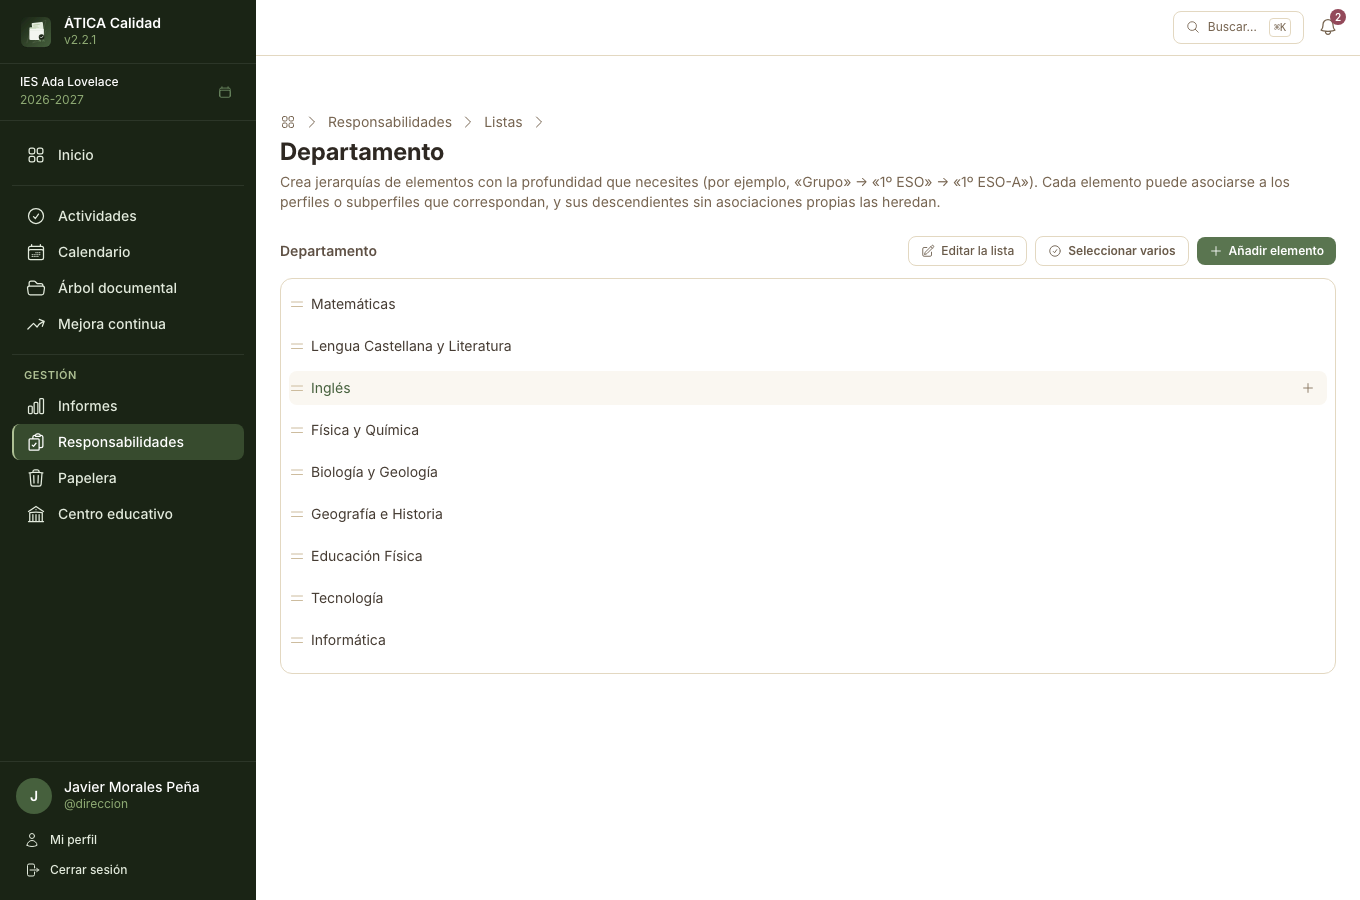 ÁTICA Calidad
v2.2.1
IES Ada Lovelace
2026-2027
Inicio
Actividades
Calendario
Árbol documental
Mejora continua
GESTIÓN
Informes
Responsabilidades
Papelera
Centro educativo
J
Javier Morales Peña
@direccion
Mi perfil
Cerrar sesión
Buscar... ⌘K
2
Responsabilidades
Listas
Departamento
Crea jerarquías de elementos con la profundidad que necesites (por ejemplo, «Grupo» → «1º ESO» → «1º ESO-A»). Cada elemento puede asociarse a los
perfiles o subperfiles que correspondan, y sus descendientes sin asociaciones propias las heredan.
Departamento
Editar la lista
Seleccionar varios
Añadir elemento
Matemáticas
Lengua Castellana y Literatura
Inglés
Física y Química
Biología y Geología
Geografía e Historia
Educación Física
Tecnología
Informática